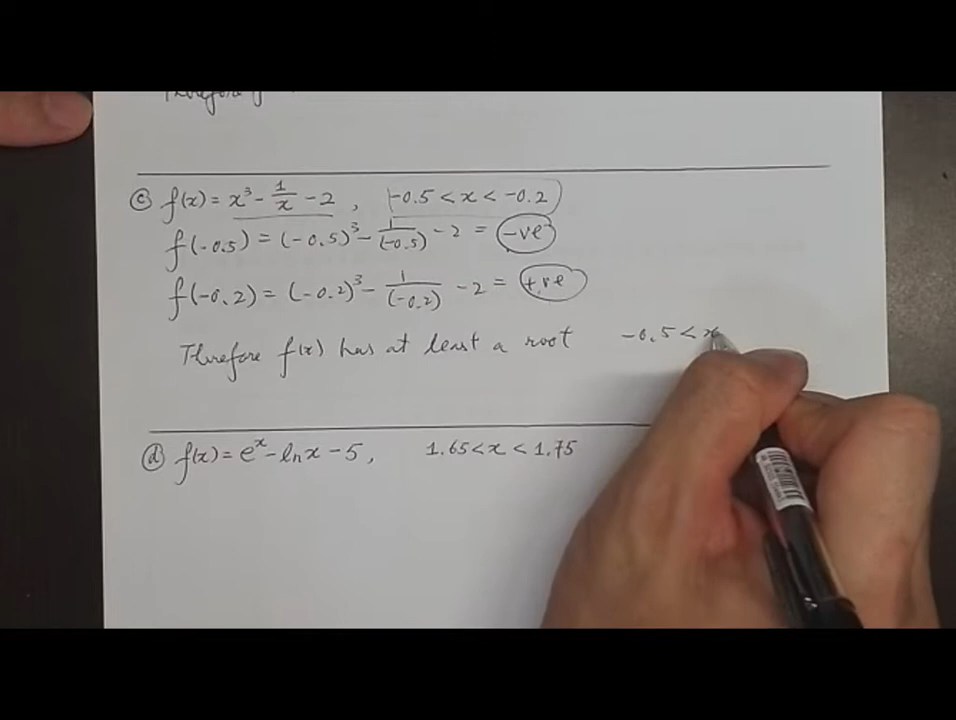 Therefore f
ⓒ f(x) = x³ - 1/x - 2 , -0.5 < x < -0.2
f(-0.5) = (-0.5)³ - 1/(-0.5) - 2 = -ve
f(-0.2) = (-0.2)³ - 1/(-0.2) - 2 = +ve
Therefore f(x) has at least a root -0.5 < x
ⓓ f(x) = eˣ - ln x - 5 , 1.65 < x < 1.75